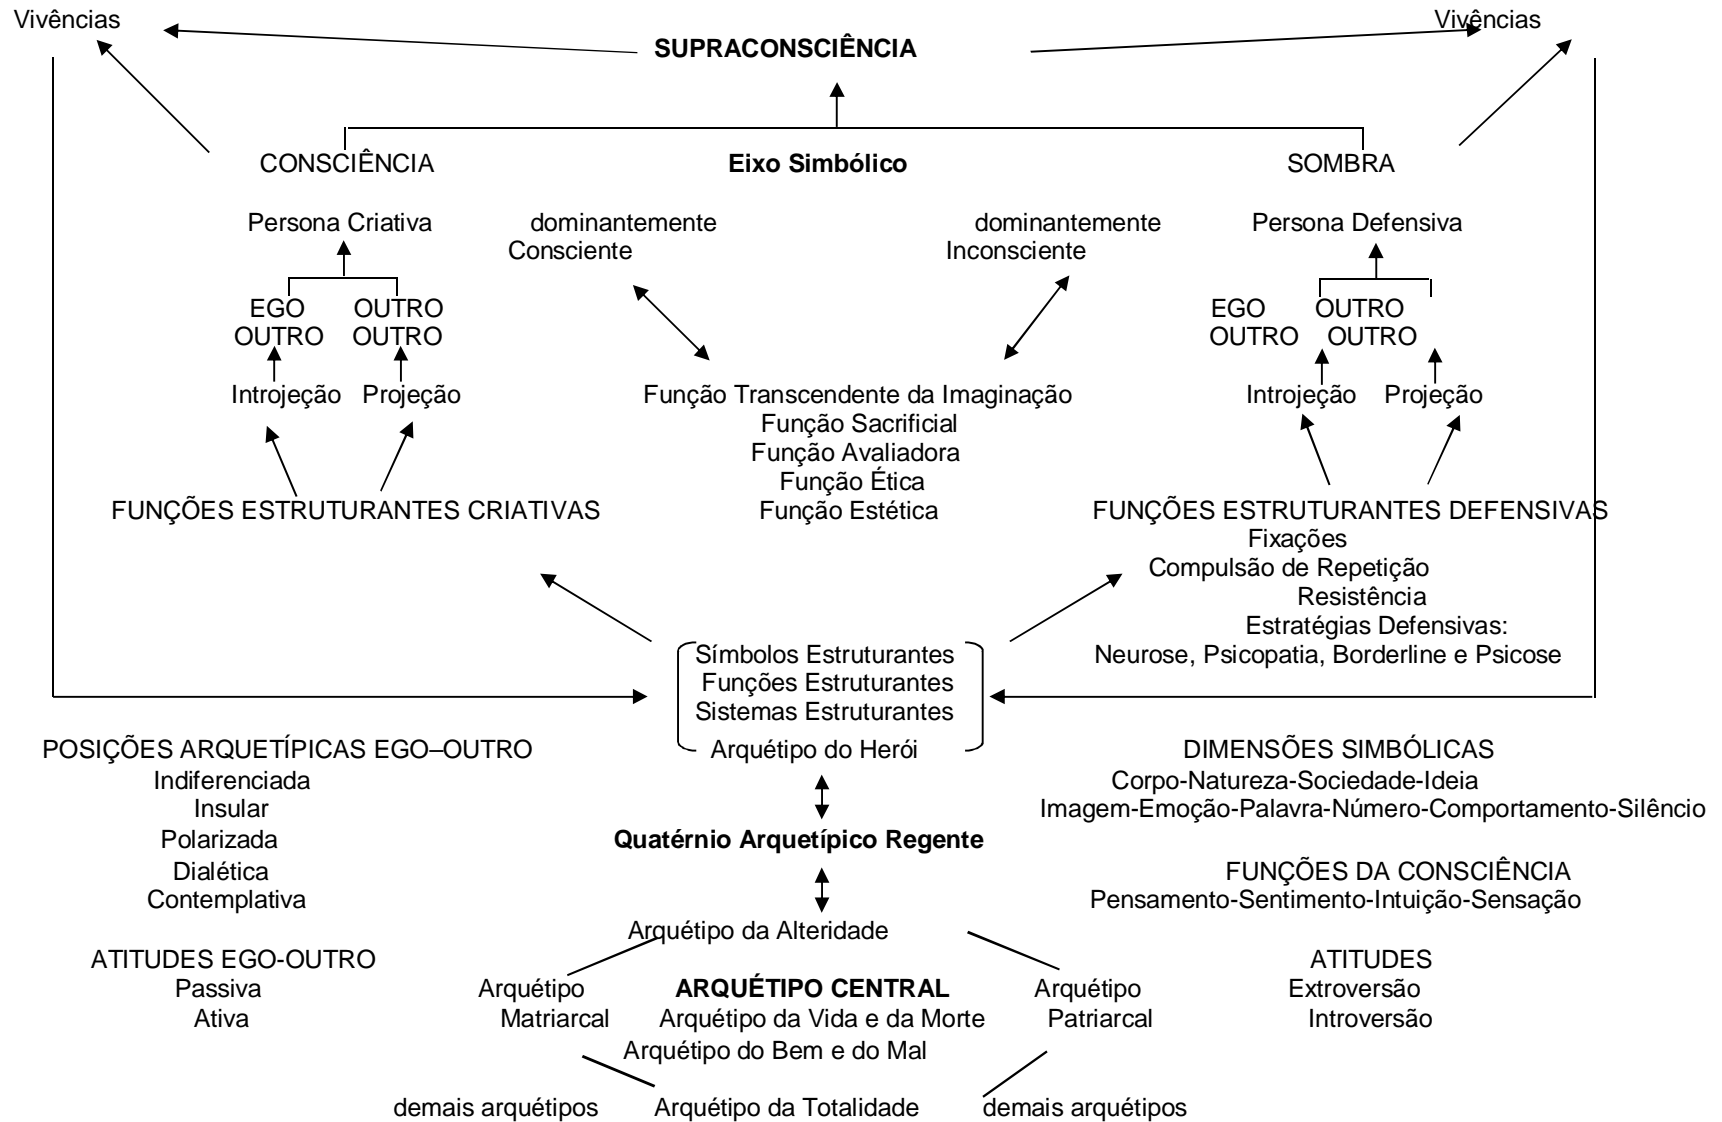 Vivências Vivências
SUPRACONSCIÊNCIA
CONSCIÊNCIA Eixo Simbólico SOMBRA
Persona Criativa dominantemente dominantemente Persona Defensiva
Consciente Inconsciente
EGO OUTRO EGO OUTRO
OUTRO OUTRO OUTRO OUTRO
Introjeção Projeção Função Transcendente da Imaginação Introjeção Projeção
Função Sacrificial
Função Avaliadora
Função Ética
FUNÇÕES ESTRUTURANTES CRIATIVAS Função Estética FUNÇÕES ESTRUTURANTES DEFENSIVAS
Fixações
Compulsão de Repetição
Resistência
Estratégias Defensivas:
Símbolos Estruturantes Neurose, Psicopatia, Borderline e Psicose
Funções Estruturantes
Sistemas Estruturantes
POSIÇÕES ARQUETÍPICAS EGO–OUTRO Arquétipo do Herói DIMENSÕES SIMBÓLICAS
Indiferenciada Corpo-Natureza-Sociedade-Ideia
Insular Imagem-Emoção-Palavra-Número-Comportamento-Silêncio
Polarizada Quatérnio Arquetípico Regente
Dialética FUNÇÕES DA CONSCIÊNCIA
Contemplativa Pensamento-Sentimento-Intuição-Sensação
Arquétipo da Alteridade
ATITUDES EGO-OUTRO ATITUDES
Passiva Arquétipo ARQUÉTIPO CENTRAL Arquétipo Extroversão
Ativa Matriarcal Arquétipo da Vida e da Morte Patriarcal Introversão
Arquétipo do Bem e do Mal
demais arquétipos Arquétipo da Totalidade demais arquétipos